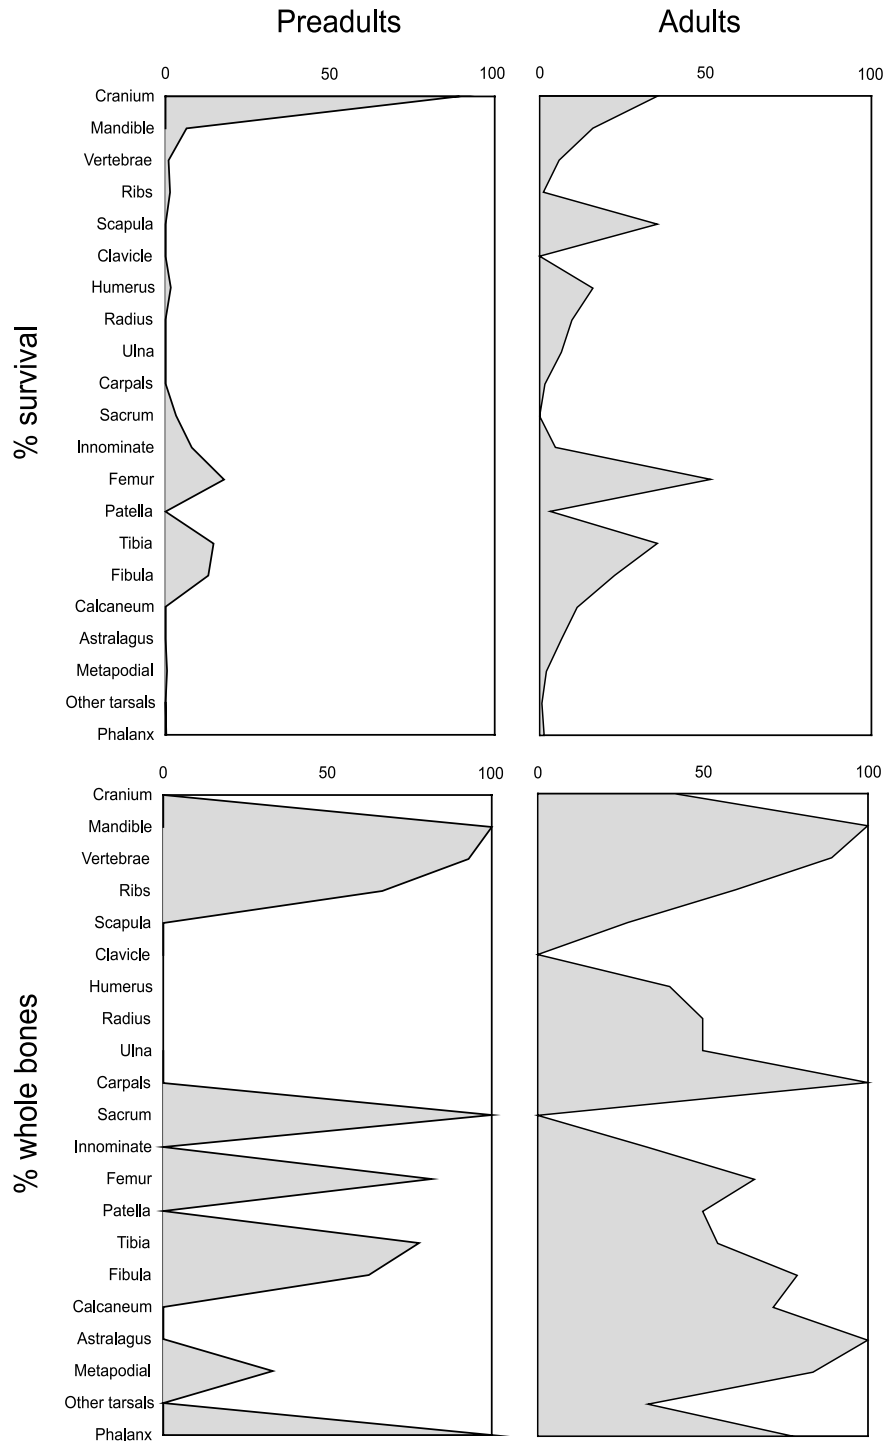 Preadults Adults
0 50 100 0 50 100
% survival
Cranium
Mandible
Vertebrae
Ribs
Scapula
Clavicle
Humerus
Radius
Ulna
Carpals
Sacrum
Innominate
Femur
Patella
Tibia
Fibula
Calcaneum
Astralagus
Metapodial
Other tarsals
Phalanx
0 50 100 0 50 100
% whole bones
Cranium
Mandible
Vertebrae
Ribs
Scapula
Clavicle
Humerus
Radius
Ulna
Carpals
Sacrum
Innominate
Femur
Patella
Tibia
Fibula
Calcaneum
Astralagus
Metapodial
Other tarsals
Phalanx